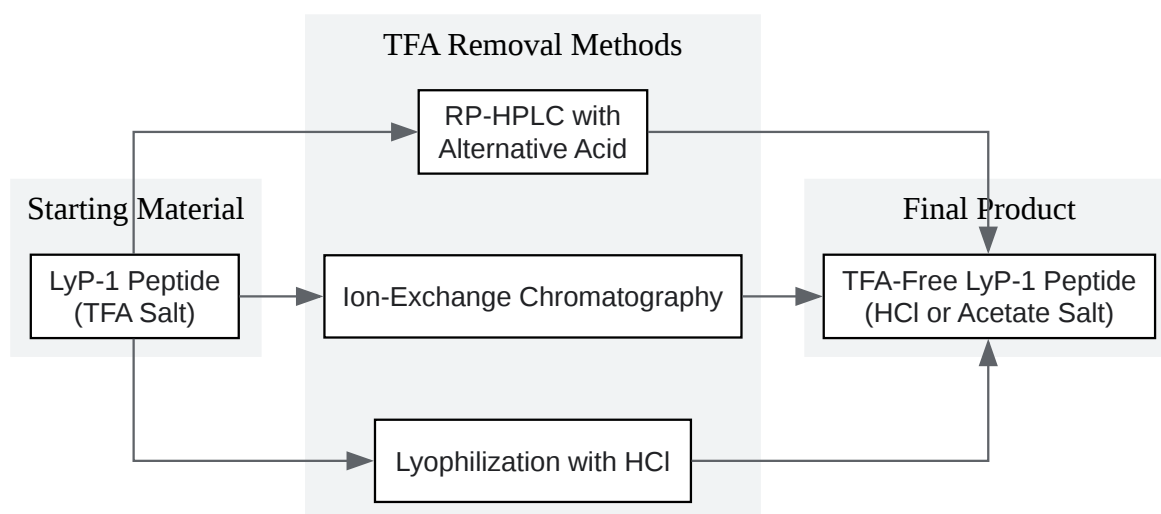 TFA Removal Methods
RP-HPLC with
Alternative Acid
Starting Material
LyP-1 Peptide
(TFA Salt)
Ion-Exchange Chromatography
Final Product
TFA-Free LyP-1 Peptide
(HCl or Acetate Salt)
Lyophilization with HCl